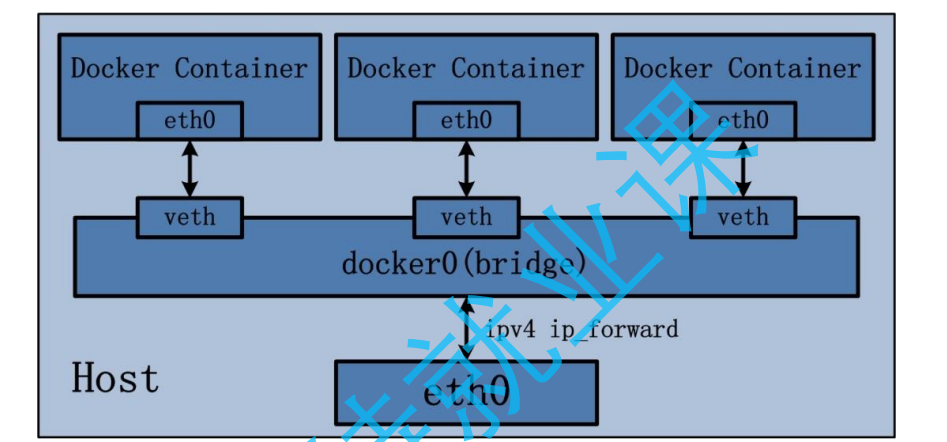 Docker Container Docker Container Docker Container
eth0 eth0 eth0
veth veth veth
docker0(bridge)
ipv4 ip_forward
Host
eth0
就业课